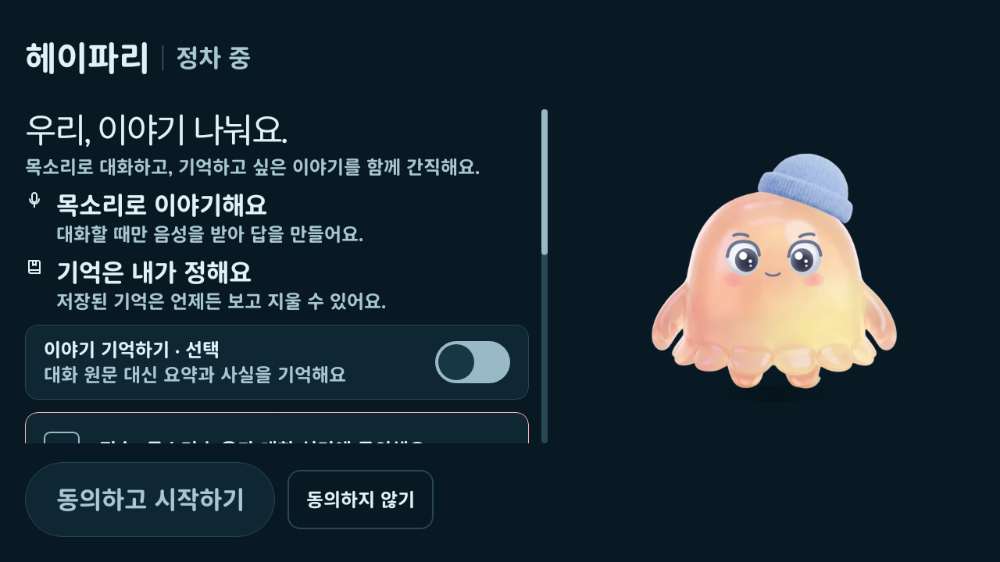 헤이파리
정차 중
우리, 이야기 나눠요.
목소리로 대화하고, 기억하고 싶은 이야기를 함께 간직해요.
목소리로 이야기해요
대화할 때만 음성을 받아 답을 만들어요.
기억은 내가 정해요
저장된 기억은 언제든 보고 지울 수 있어요.
이야기 기억하기 · 선택
대화 원문 대신 요약과 사실을 기억해요
동의하고 시작하기
동의하지 않기